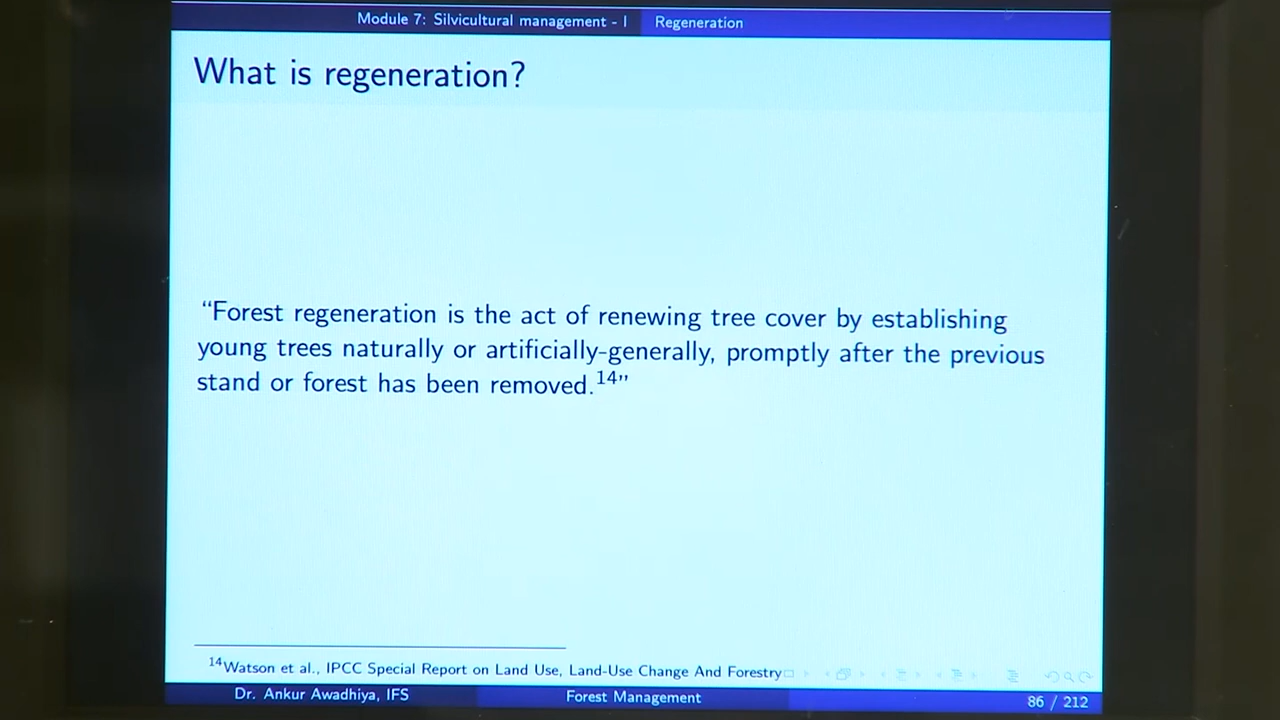 Module 7: Silvicultural management - I Regeneration
What is regeneration?
“Forest regeneration is the act of renewing tree cover by establishing
young trees naturally or artificially-generally, promptly after the previous
stand or forest has been removed.14”
14Watson et al., IPCC Special Report on Land Use, Land-Use Change And Forestry
Dr. Ankur Awadhiya, IFS Forest Management 86 / 212